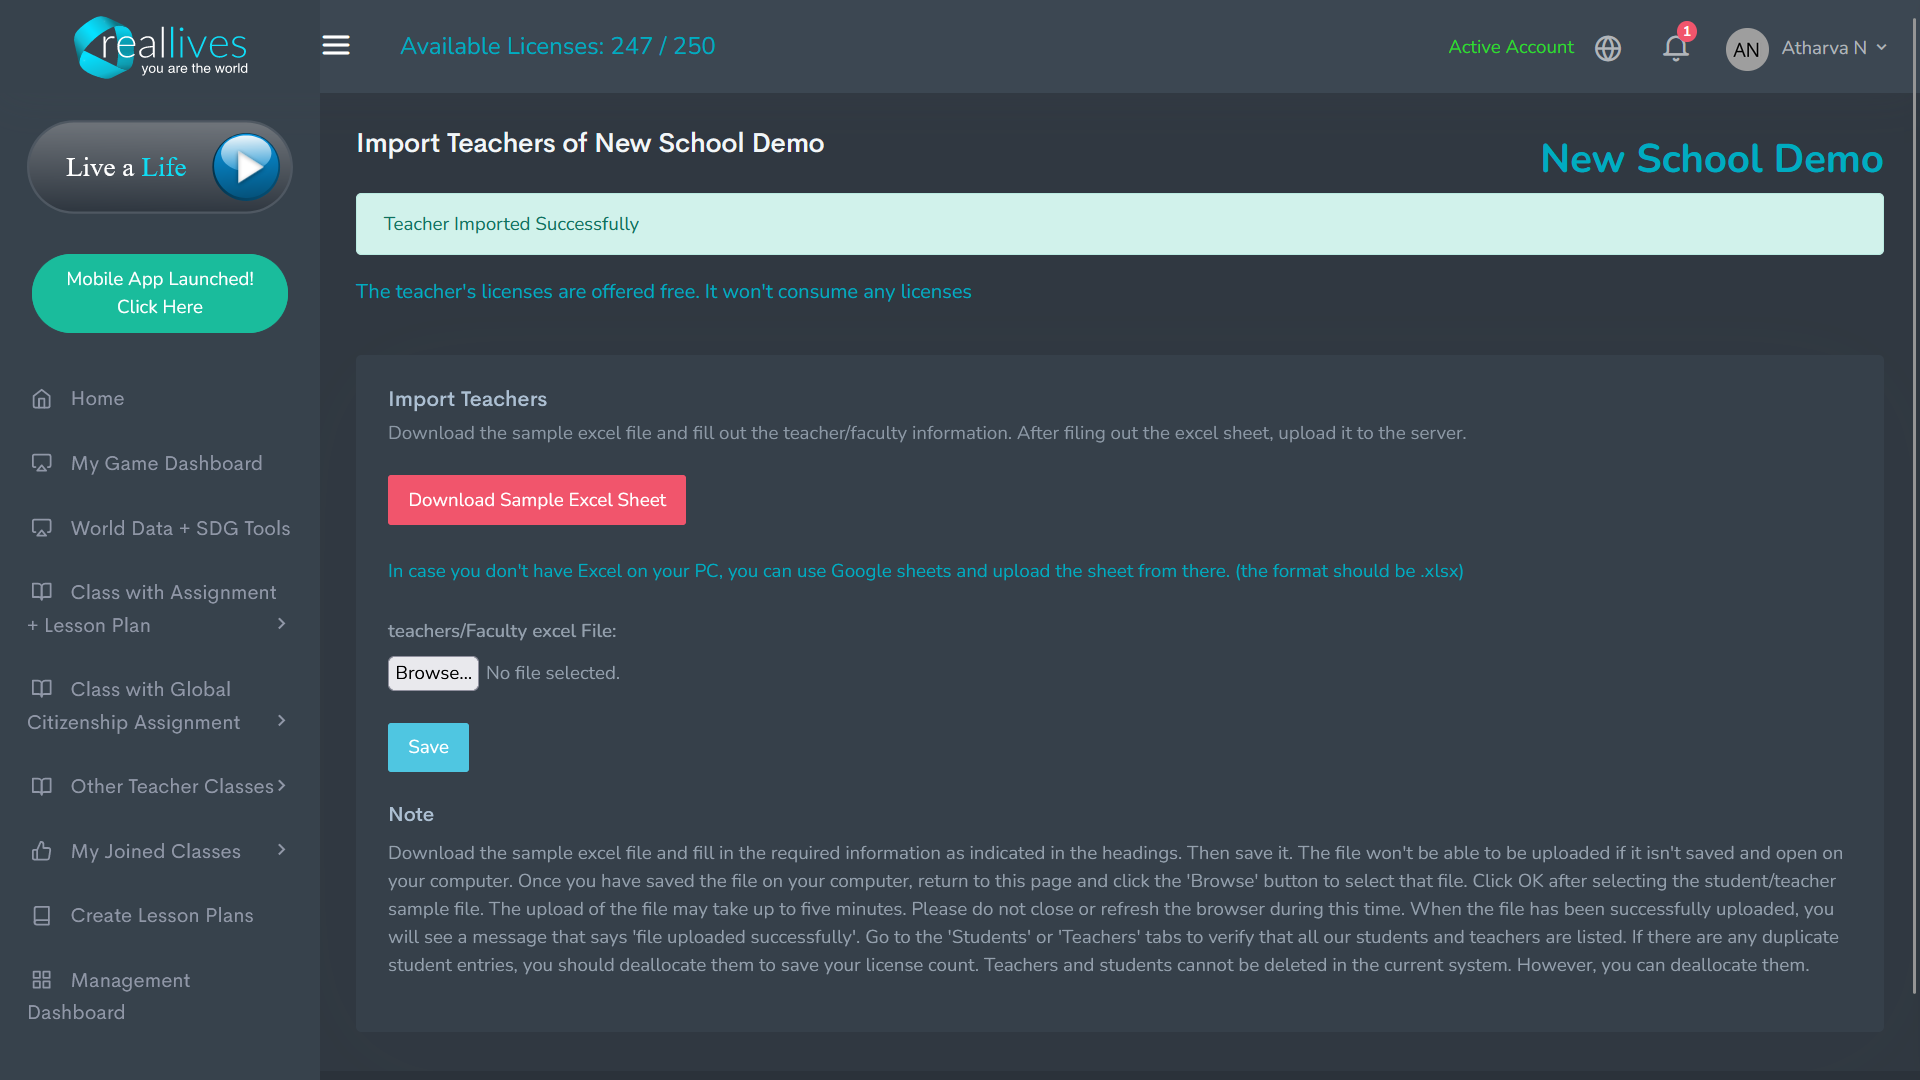 reallives
you are the world
Available Licenses: 247 / 250
Active Account
1
AN
Atharva N
Live a Life
Mobile App Launched!
Click Here
Home
My Game Dashboard
World Data + SDG Tools
Class with Assignment
+ Lesson Plan
Class with Global
Citizenship Assignment
Other Teacher Classes
My Joined Classes
Create Lesson Plans
Management
Dashboard
Import Teachers of New School Demo
New School Demo
Teacher Imported Successfully
The teacher's licenses are offered free. It won't consume any licenses
Import Teachers
Download the sample excel file and fill out the teacher/faculty information. After filing out the excel sheet, upload it to the server.
Download Sample Excel Sheet
In case you don't have Excel on your PC, you can use Google sheets and upload the sheet from there. (the format should be .xlsx)
teachers/Faculty excel File:
Browse... No file selected.
Save
Note
Download the sample excel file and fill in the required information as indicated in the headings. Then save it. The file won't be able to be uploaded if it isn't saved and open on
your computer. Once you have saved the file on your computer, return to this page and click the 'Browse' button to select that file. Click OK after selecting the student/teacher
sample file. The upload of the file may take up to five minutes. Please do not close or refresh the browser during this time. When the file has been successfully uploaded, you
will see a message that says 'file uploaded successfully'. Go to the 'Students' or 'Teachers' tabs to verify that all our students and teachers are listed. If there are any duplicate
student entries, you should deallocate them to save your license count. Teachers and students cannot be deleted in the current system. However, you can deallocate them.